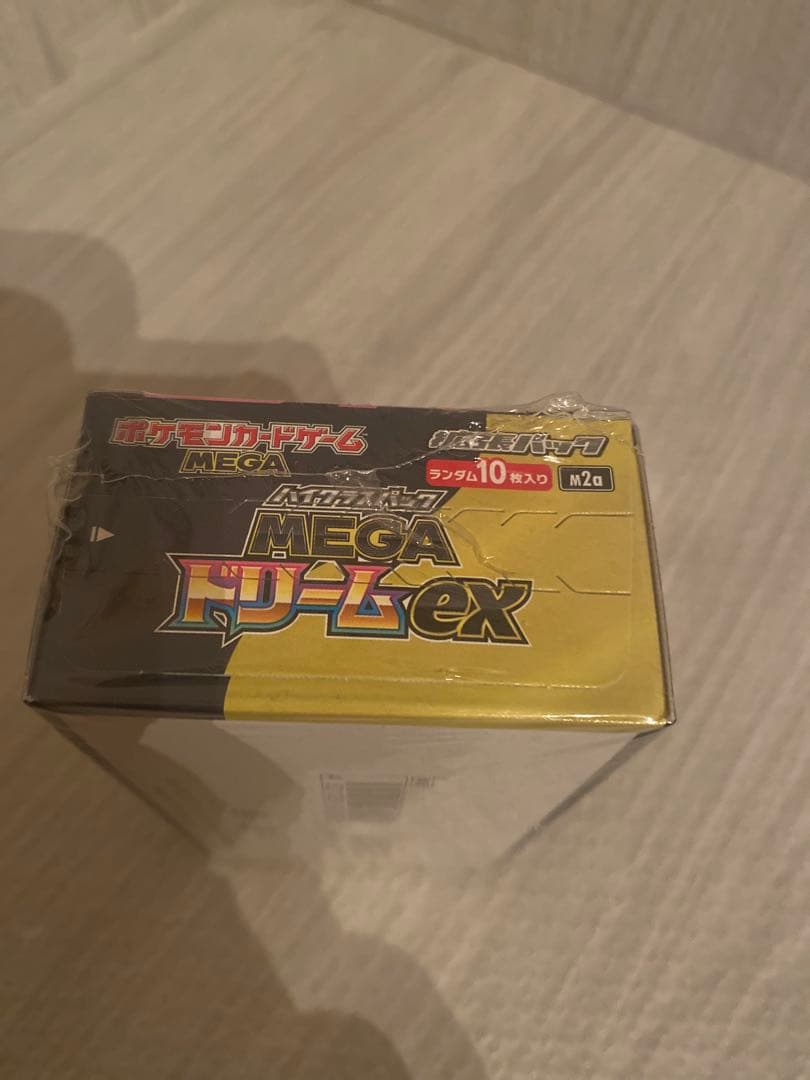 ポケモンカードゲーム
MEGA
拡張パック
ランダム10枚入り
M2a
ハイクラスパック
MEGA
ドリームex